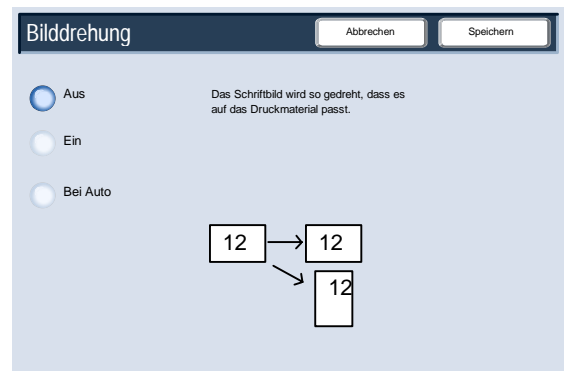 Bilddrehung
Abbrechen
Speichern
Aus
Das Schriftbild wird so gedreht, dass es
auf das Druckmaterial passt.
Ein
Bei Auto
12
12
12